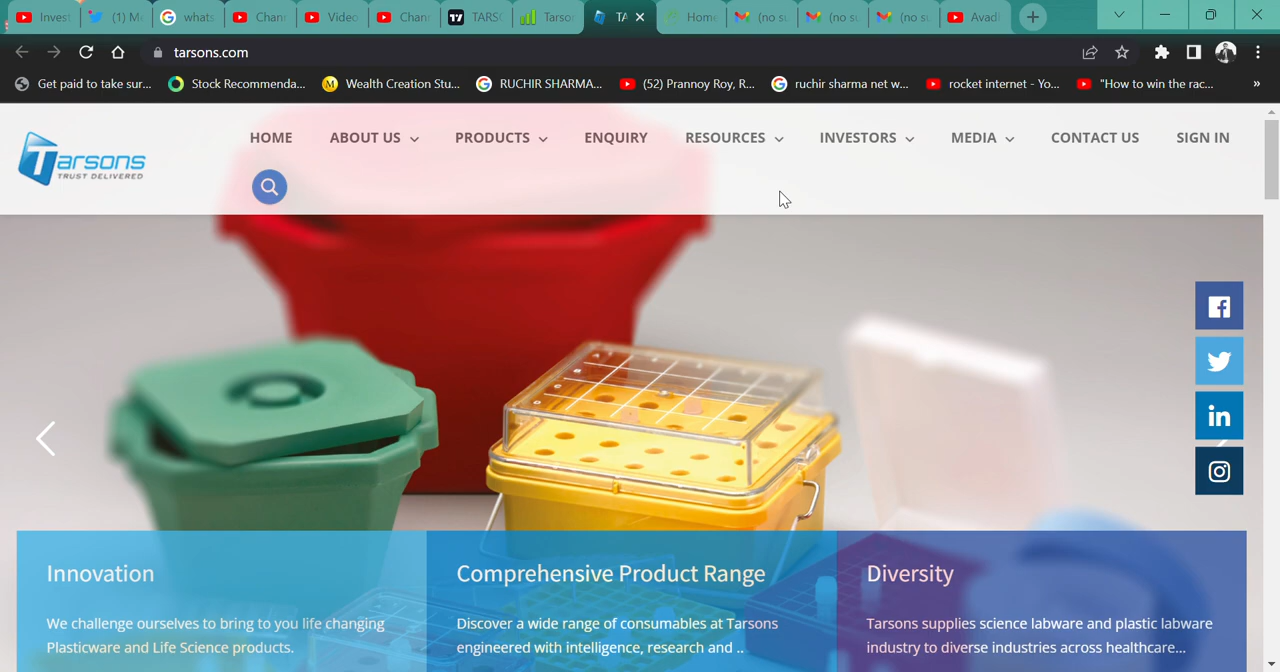 Invest
(1) M
whats
Chan
Video
Chan
TARSO
Tarson
TA
Home
(no su
(no su
(no su
Avad
tarsons.com
Get paid to take sur...
Stock Recommenda...
Wealth Creation Stu...
RUCHIR SHARMA...
(52) Prannoy Roy, R...
ruchir sharma net w...
rocket internet - Yo...
"How to win the rac...
Tarsons
TRUST DELIVERED
HOME
ABOUT US
PRODUCTS
ENQUIRY
RESOURCES
INVESTORS
MEDIA
CONTACT US
SIGN IN
Innovation
We challenge ourselves to bring to you life changing
Plasticware and Life Science products.
Comprehensive Product Range
Discover a wide range of consumables at Tarsons
engineered with intelligence, research and ..
Diversity
Tarsons supplies science labware and plastic labware
industry to diverse industries across healthcare...